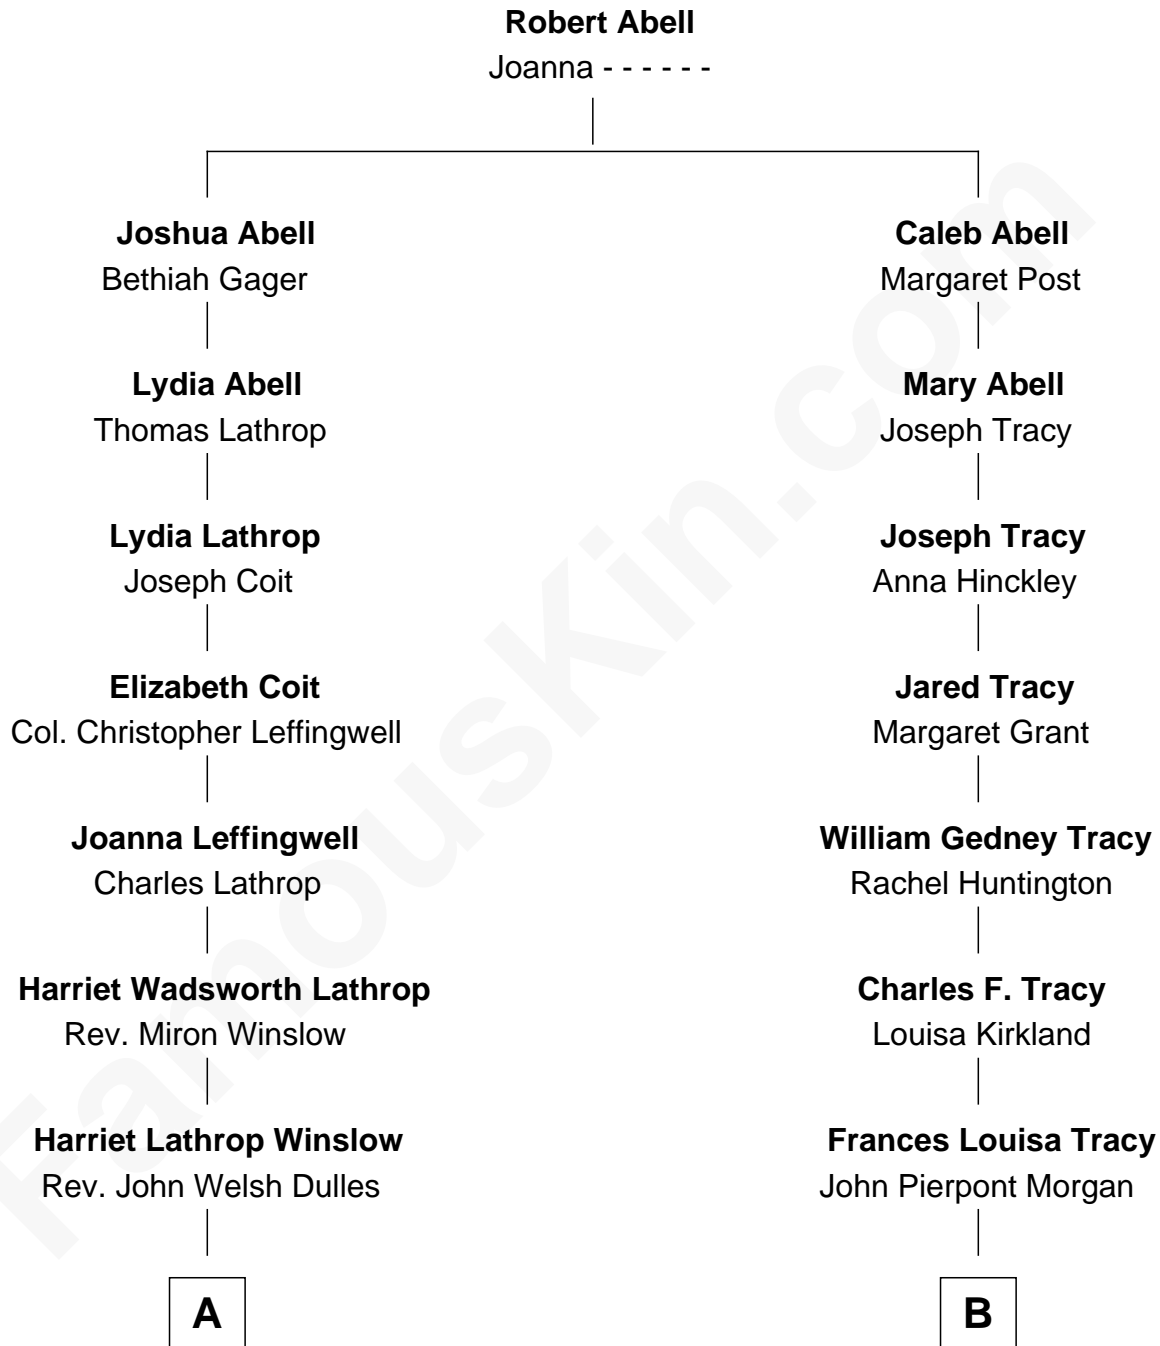 Robert Abell
Joanna - - - - - -
Joshua Abell
Bethiah Gager
Caleb Abell
Margaret Post
Lydia Abell
Thomas Lathrop
Mary Abell
Joseph Tracy
Lydia Lathrop
Joseph Coit
Joseph Tracy
Anna Hinckley
Elizabeth Coit
Col. Christopher Leffingwell
Jared Tracy
Margaret Grant
Joanna Leffingwell
Charles Lathrop
William Gedney Tracy
Rachel Huntington
Harriet Wadsworth Lathrop
Rev. Miron Winslow
Charles F. Tracy
Louisa Kirkland
Harriet Lathrop Winslow
Rev. John Welsh Dulles
Frances Louisa Tracy
John Pierpont Morgan
A
B
FamousKin.com